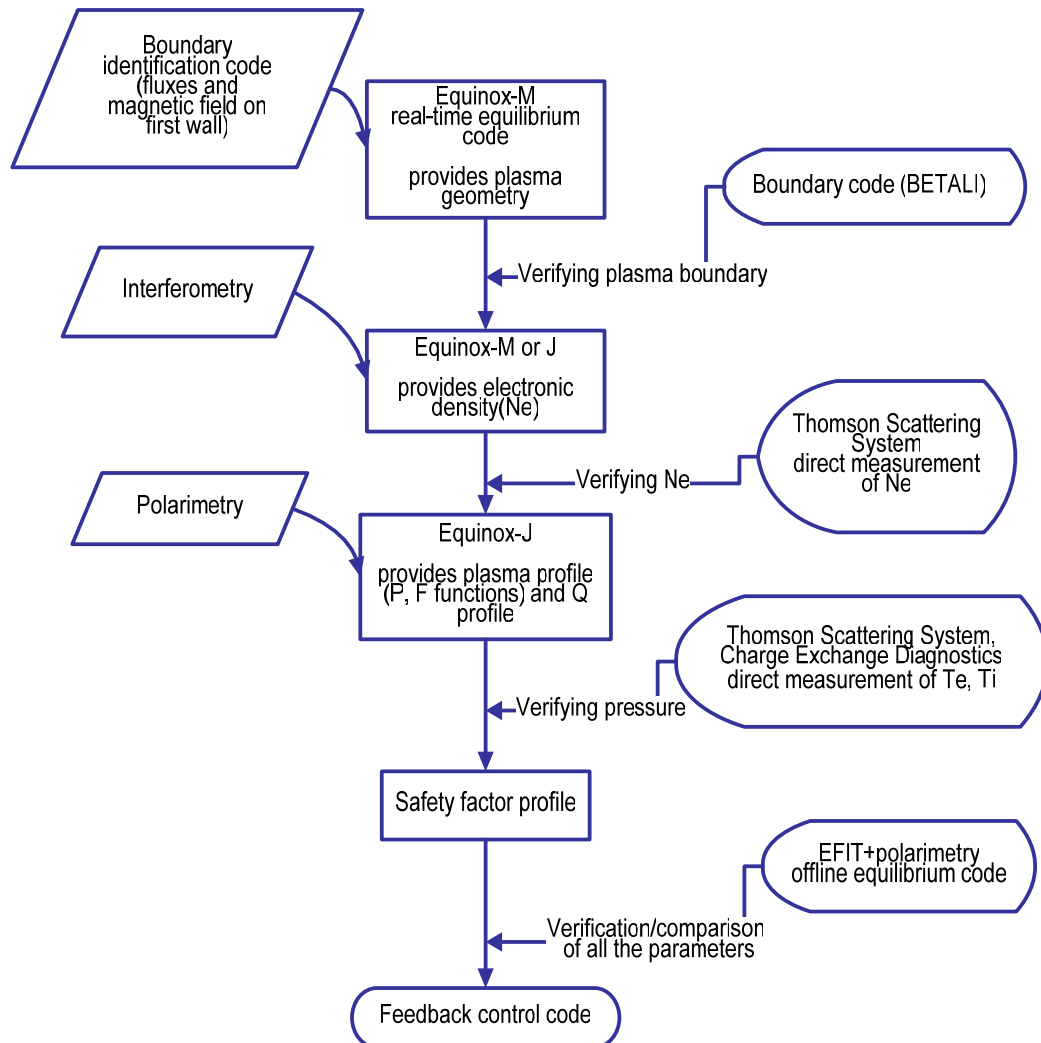 Boundary
identification code
(fluxes and
magnetic field on
first wall)
Equinox-M
real-time equilibrium
code
provides plasma
geometry
Boundary code (BETALI)
Verifying plasma boundary
Interferometry
Equinox-M or J
provides electronic
density(Ne)
Thomson Scattering
System
direct measurement
of Ne
Verifying Ne
Polarimetry
Equinox-J
provides plasma profile
(P, F functions) and Q
profile
Thomson Scattering System,
Charge Exchange Diagnostics
direct measurement of Te, Ti
Verifying pressure
Safety factor profile
EFIT+polarimetry
offline equilibrium code
Verification/comparison
of all the parameters
Feedback control code